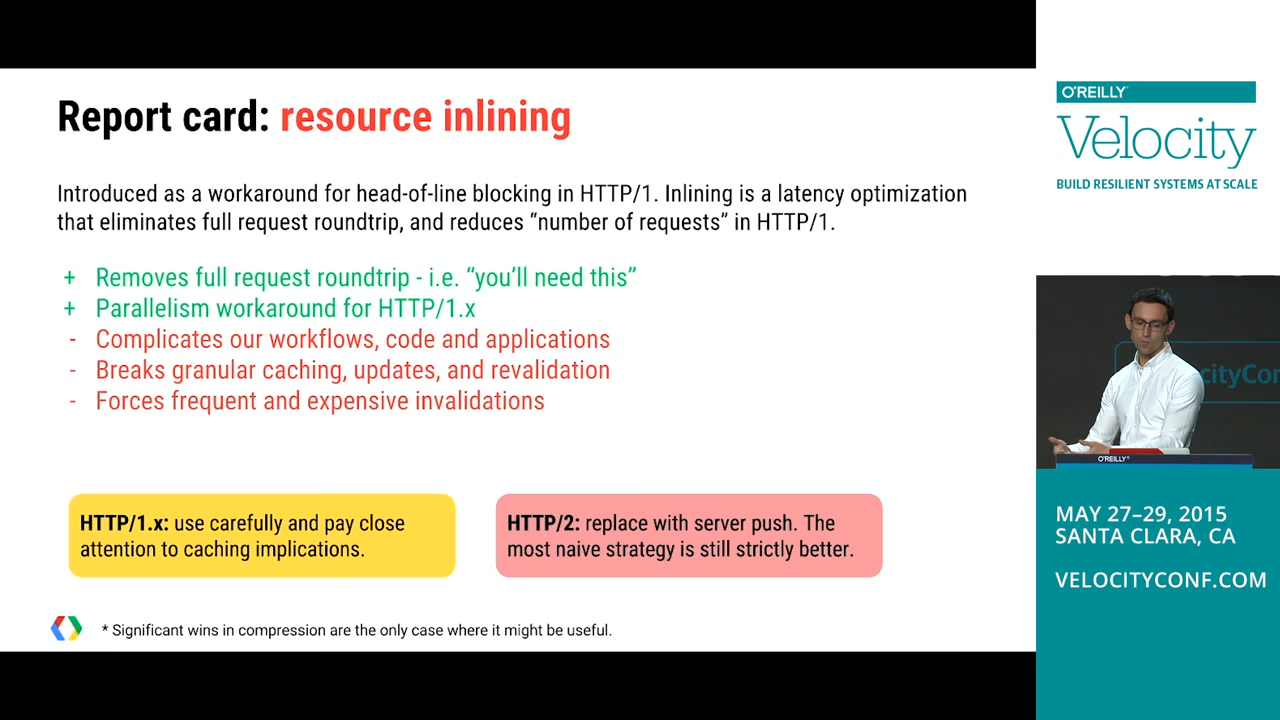 Report card: resource inlining
Introduced as a workaround for head-of-line blocking in HTTP/1. Inlining is a latency optimization
that eliminates full request roundtrip, and reduces “number of requests” in HTTP/1.
+ Removes full request roundtrip - i.e. “you’ll need this”
+ Parallelism workaround for HTTP/1.x
- Complicates our workflows, code and applications
- Breaks granular caching, updates, and revalidation
- Forces frequent and expensive invalidations
HTTP/1.x: use carefully and pay close
attention to caching implications.
HTTP/2: replace with server push. The
most naive strategy is still strictly better.
* Significant wins in compression are the only case where it might be useful.
O'REILLY
Velocity
BUILD RESILIENT SYSTEMS AT SCALE
cityCon
O'REILLY
MAY 27–29, 2015
SANTA CLARA, CA
VELOCITYCONF.COM